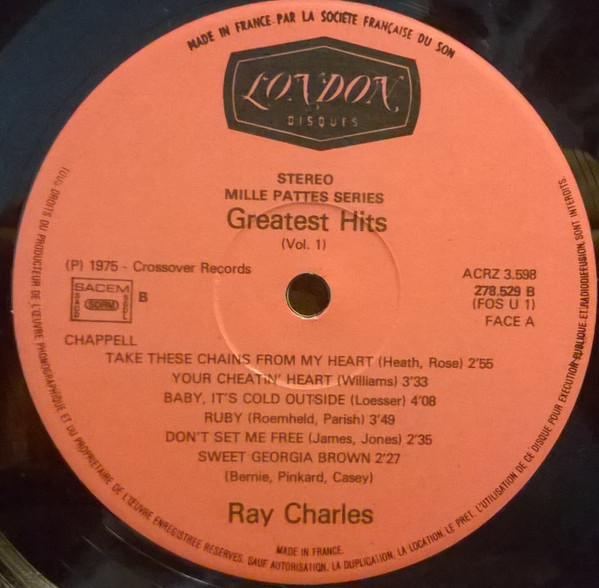 MADE IN FRANCE PAR LA SOCIÉTÉ FRANÇAISE DU SON
LONDON
DISQUES
STEREO
MILLE PATTES SERIES
Greatest Hits
(Vol. 1)
(P) 1975 - Crossover Records
SACEM
SDRM
B
ACRZ 3.598
278.529 B
(FOS U 1)
FACE A
CHAPPELL
TAKE THESE CHAINS FROM MY HEART (Heath, Rose) 2'55
YOUR CHEATIN' HEART (Williams) 3'33
BABY, IT'S COLD OUTSIDE (Loesser) 4'08
RUBY (Roemheld, Parish) 3'49
DON'T SET ME FREE (James, Jones) 2'35
SWEET GEORGIA BROWN 2'27
(Bernie, Pinkard, Casey)
Ray Charles
MADE IN FRANCE.
TOUS DROITS DU PRODUCTEUR DE L'ŒUVRE PHONOGRAPHIQUE ET DU PROPRIETAIRE DE L'ŒUVRE ENREGISTREE RESERVES. SAUF AUTORISATION, LA DUPLICATION, LA LOCATION, LE PRET, L'UTILISATION DE CE DISQUE POUR EXECUTION PUBLIQUE ET RADIODIFFUSION SONT INTERDITS.